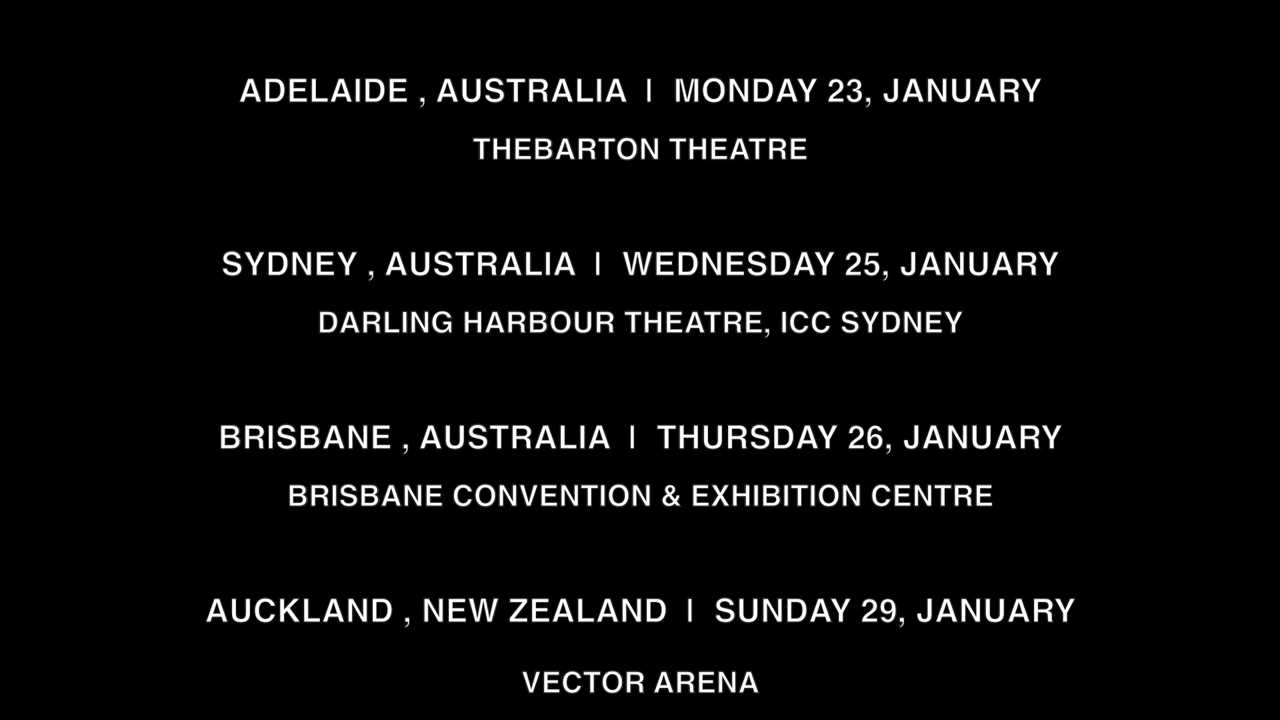 ADELAIDE , AUSTRALIA | MONDAY 23, JANUARY
THEBARTON THEATRE
SYDNEY , AUSTRALIA | WEDNESDAY 25, JANUARY
DARLING HARBOUR THEATRE, ICC SYDNEY
BRISBANE , AUSTRALIA | THURSDAY 26, JANUARY
BRISBANE CONVENTION & EXHIBITION CENTRE
AUCKLAND , NEW ZEALAND | SUNDAY 29, JANUARY
VECTOR ARENA